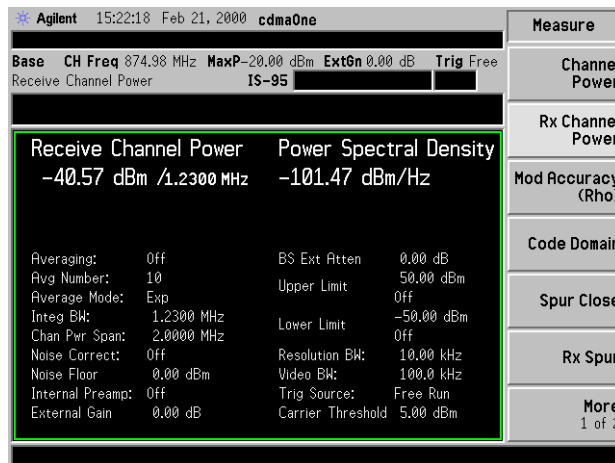 Agilent 15:22:18 Feb 21, 2000 cdmaOne
Measure
Base CH Freq 874.98 MHz MaxP-20.00 dBm ExtGn 0.00 dB Trig Free
Receive Channel Power IS-95
Channe
Power
Rx Channe
Power
Receive Channel Power Power Spectral Density
-40.57 dBm /1.2300 MHz -101.47 dBm/Hz
Mod Accuracy
(Rho)
Code Domain
Averaging: Off BS Ext Atten 0.00 dB
Avg Number: 10 Upper Limit 50.00 dBm
Average Mode: Exp Off
Integ BW: 1.2300 MHz Lower Limit -50.00 dBm
Chan Pwr Span: 2.0000 MHz Off
Noise Correct: Off Resolution BW: 10.00 kHz
Noise Floor 0.00 dBm Video BW: 100.0 kHz
Internal Preamp: Off Trig Source: Free Run
External Gain 0.00 dB Carrier Threshold 5.00 dBm
Spur Close
Rx Spur
More
1 of 2